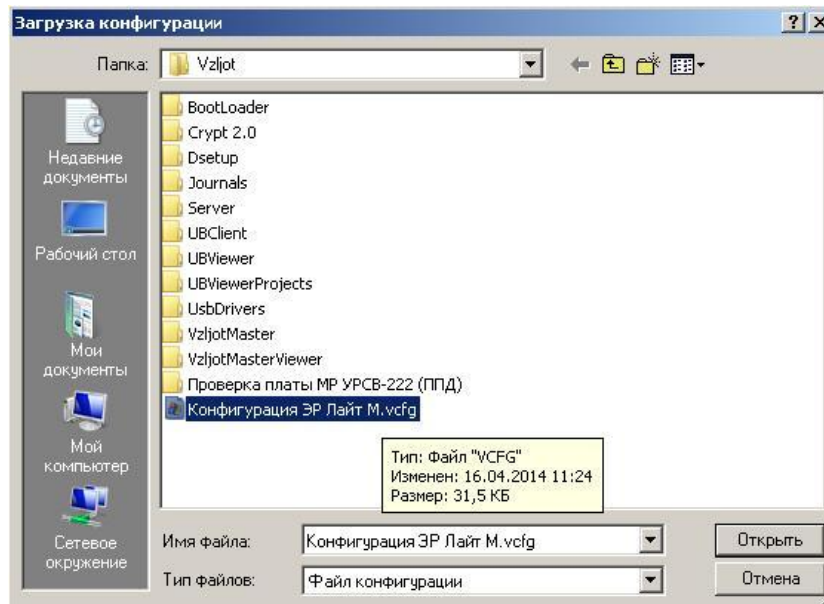 Загрузка конфигурации
Папка: Vzljot
BootLoader
Crypt 2.0
Dsetup
Journals
Server
UBClient
UBViewer
UBViewerProjects
UsbDrivers
VzljotMaster
VzljotMasterViewer
Проверка платы МР УРСВ-222 (ППД)
Конфигурация ЭР Лайт М.vcfg
Недавние
документы
Рабочий стол
Мои
документы
Мой
компьютер
Сетевое
окружение
Тип: Файл "VCFG"
Изменен: 16.04.2014 11:24
Размер: 31,5 КБ
Имя файла: Конфигурация ЭР Лайт М.vcfg Открыть
Тип файлов: Файл конфигурации Отмена